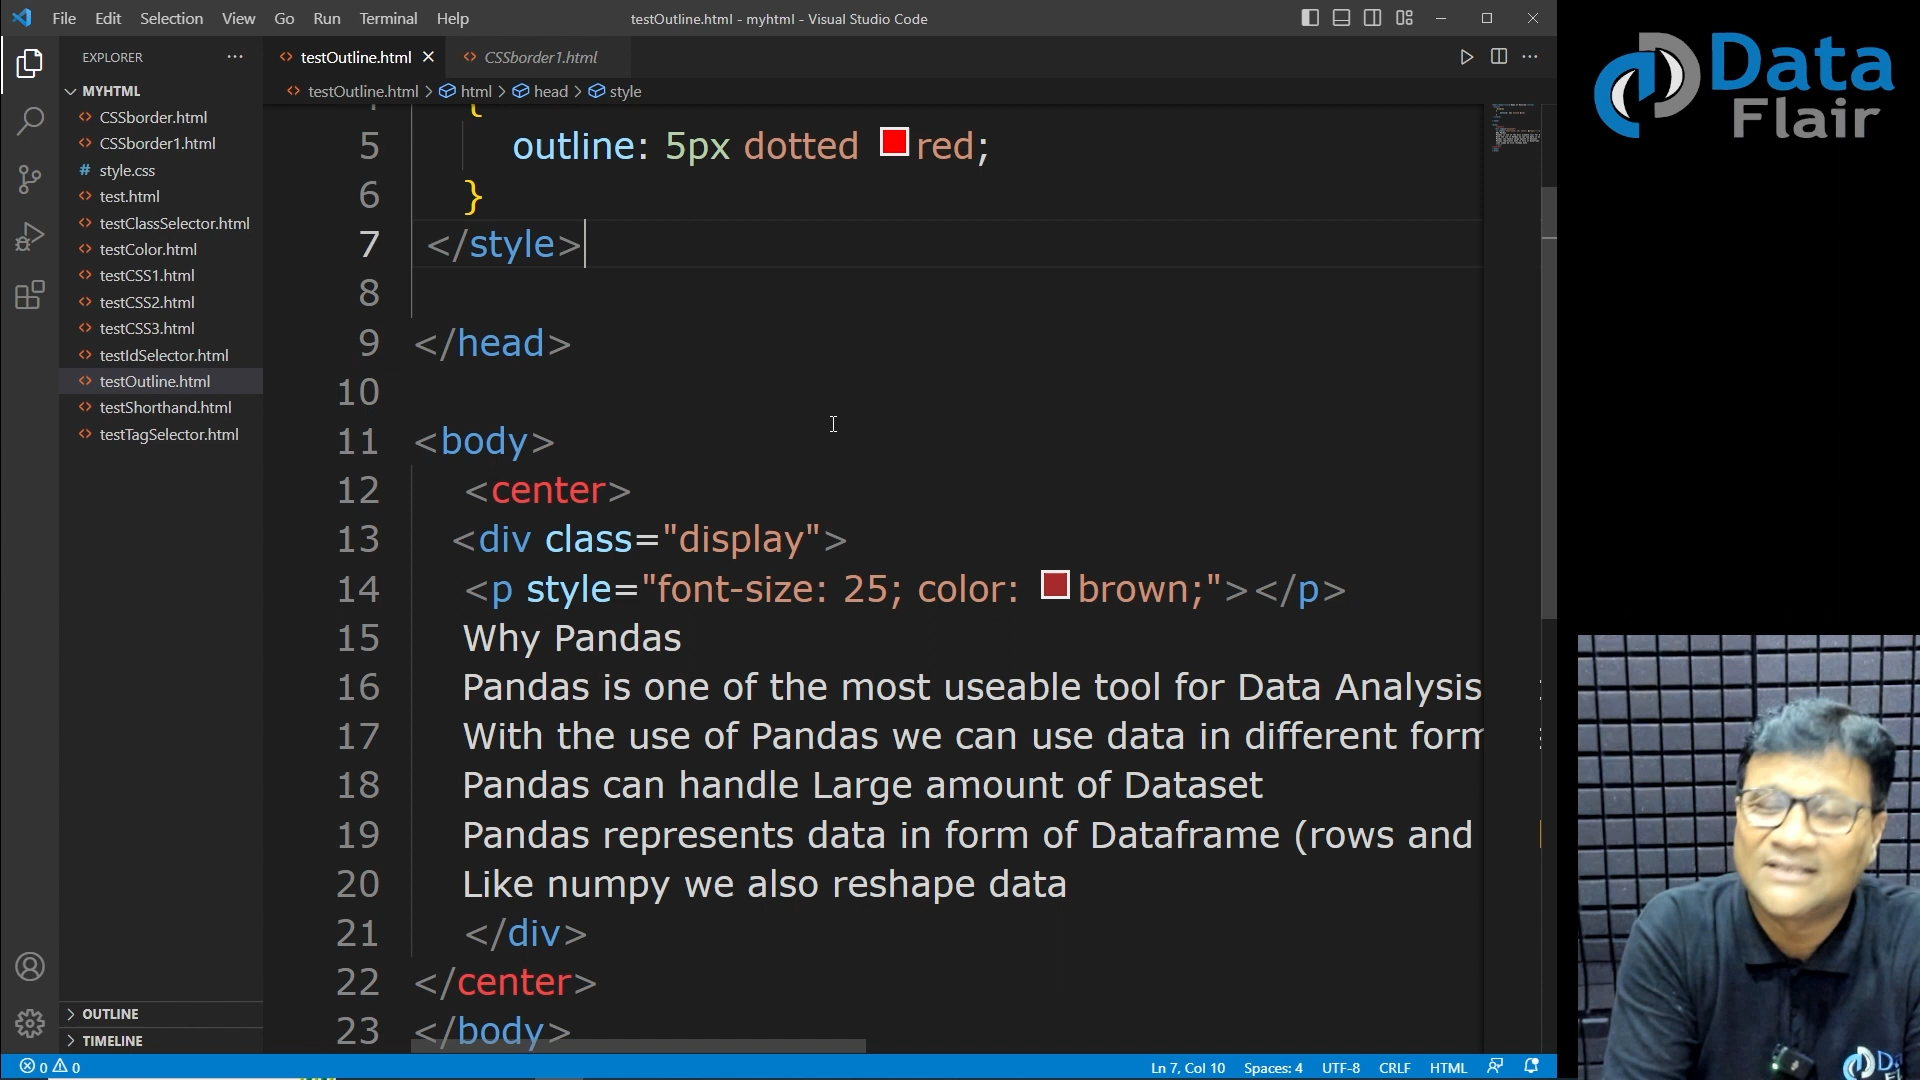 File Edit Selection View Go Run Terminal Help
testOutline.html - myhtml - Visual Studio Code
EXPLORER
MYHTML
CSSborder.html
CSSborder1.html
style.css
test.html
testClassSelector.html
testColor.html
testCSS1.html
testCSS2.html
testCSS3.html
testIdSelector.html
testOutline.html
testShorthand.html
testTagSelector.html
OUTLINE
TIMELINE
testOutline.html CSSborder1.html
testOutline.html > html > head > style
{
5 outline: 5px dotted red;
6 }
7 </style>
8
9 </head>
10
11 <body>
12 <center>
13 <div class="display">
14 <p style="font-size: 25; color: brown;"></p>
15 Why Pandas
16 Pandas is one of the most useable tool for Data Analysis
17 With the use of Pandas we can use data in different form
18 Pandas can handle Large amount of Dataset
19 Pandas represents data in form of Dataframe (rows and
20 Like numpy we also reshape data
21 </div>
22 </center>
23 </body>
0 0
Ln 7, Col 10 Spaces: 4 UTF-8 CRLF HTML
Data
Flair